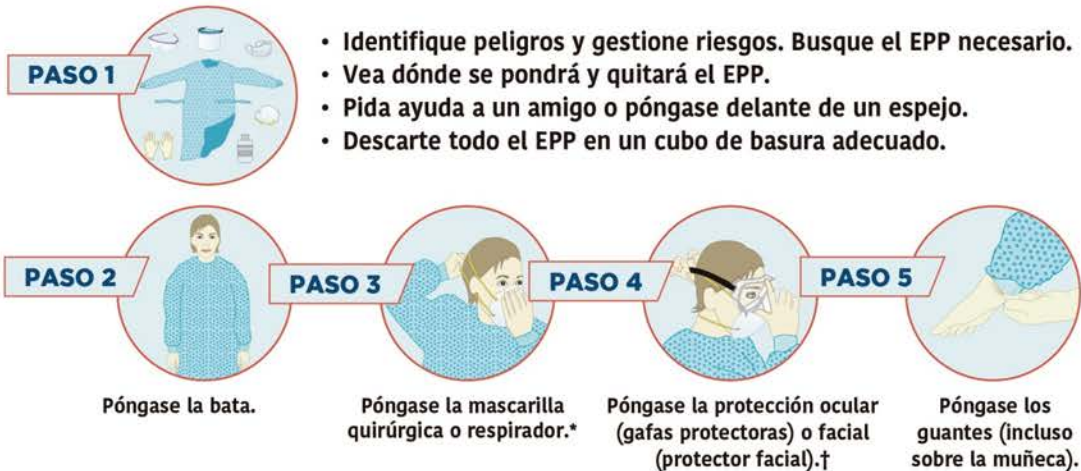 PASO 1
• Identifique peligros y gestione riesgos. Busque el EPP necesario.
• Vea dónde se pondrá y quitará el EPP.
• Pida ayuda a un amigo o póngase delante de un espejo.
• Descarte todo el EPP en un cubo de basura adecuado.
PASO 2
Póngase la bata.
PASO 3
Póngase la mascarilla
quirúrgica o respirador.*
PASO 4
Póngase la protección ocular
(gafas protectoras) o facial
(protector facial).†
PASO 5
Póngase los
guantes (incluso
sobre la muñeca).